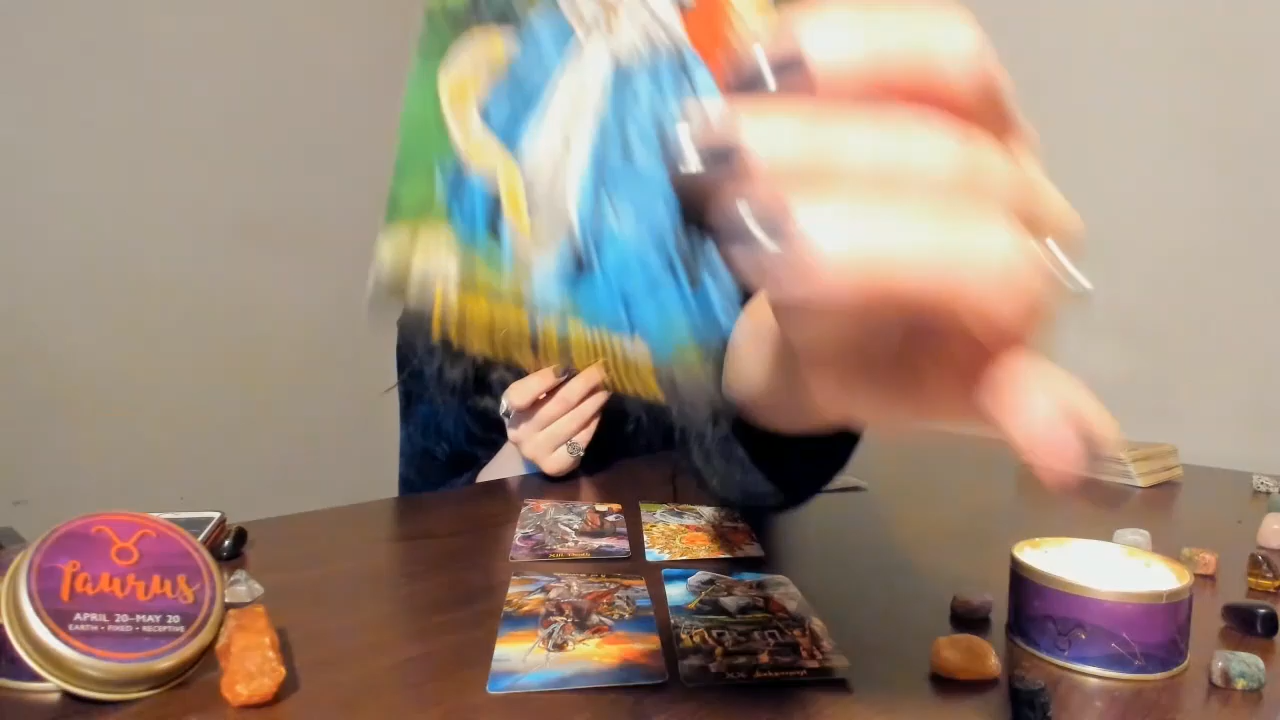 Taurus
APRIL 20–MAY 20
EARTH • FIXED • RECEPTIVE
XIII Death
XX Judgement